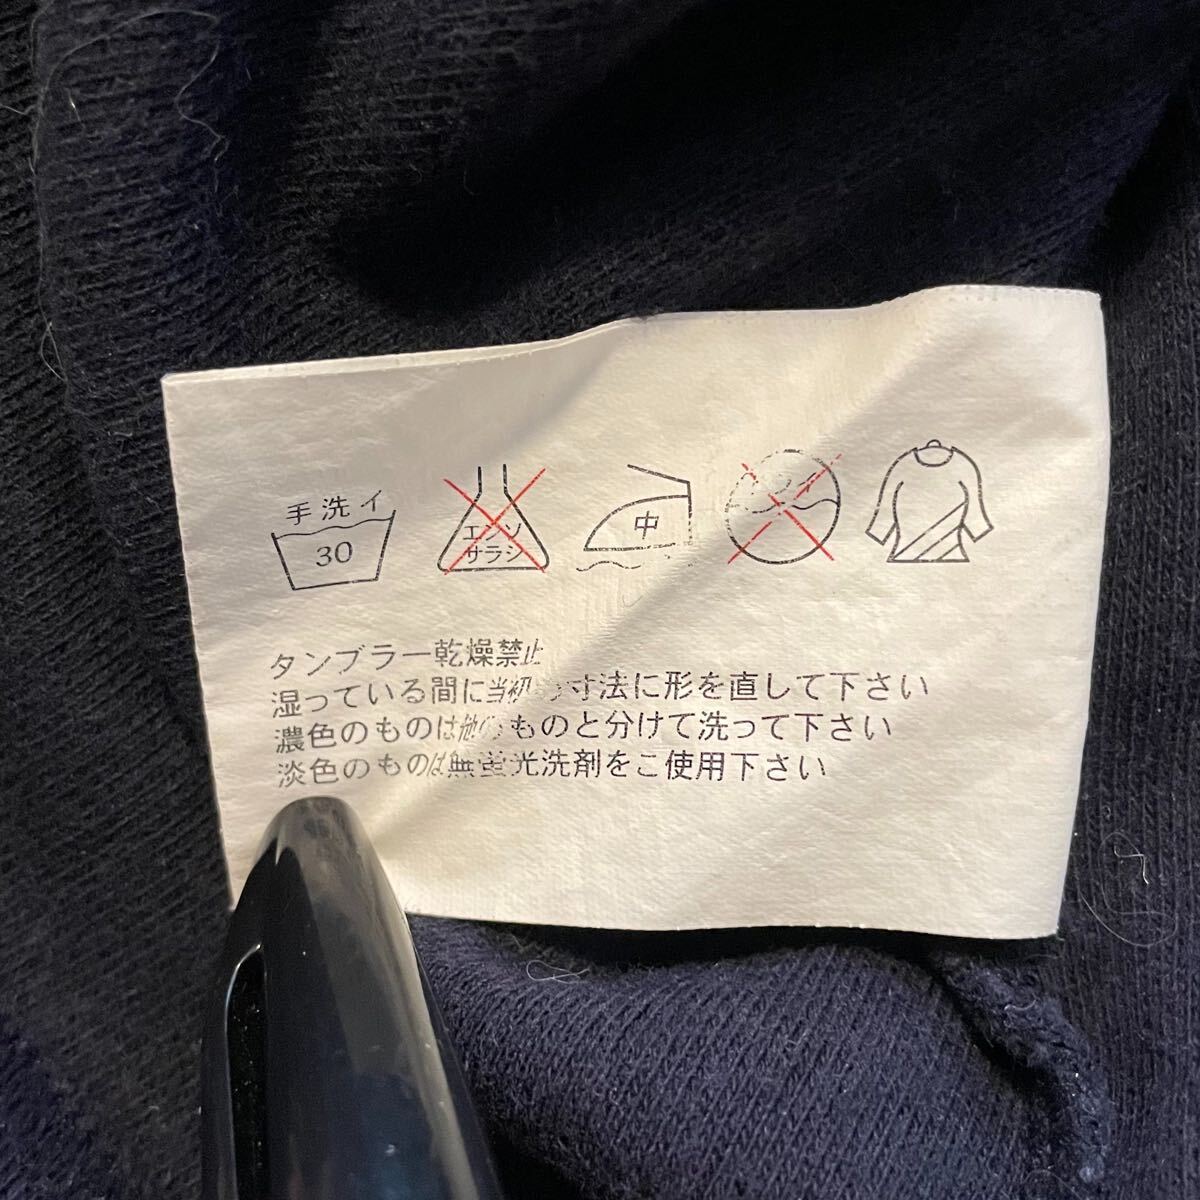 手洗イ
30
エンソ
サラシ
中
タンブラー乾燥禁止
湿っている間に当初の寸法に形を直して下さい
濃色のものは他のものと分けて洗って下さい
淡色のものは無蛍光洗剤をご使用下さい